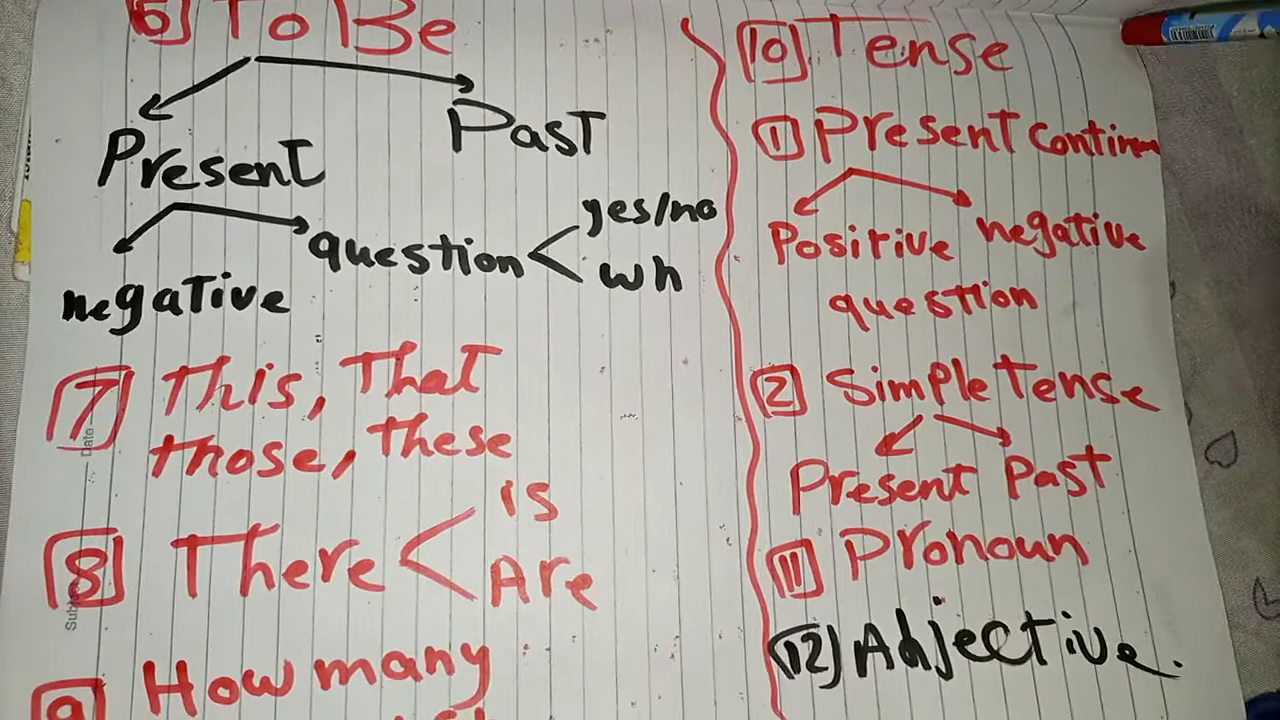 6 To Be
Present
Past
negative
question
yes/no
wh
7 This, That
those, these
8 There
is
Are
9 How many
10 Tense
1 Present
Positive
negative
question
2 Simple tense
Present Past
11 Pronoun
12) Adjective.
Date